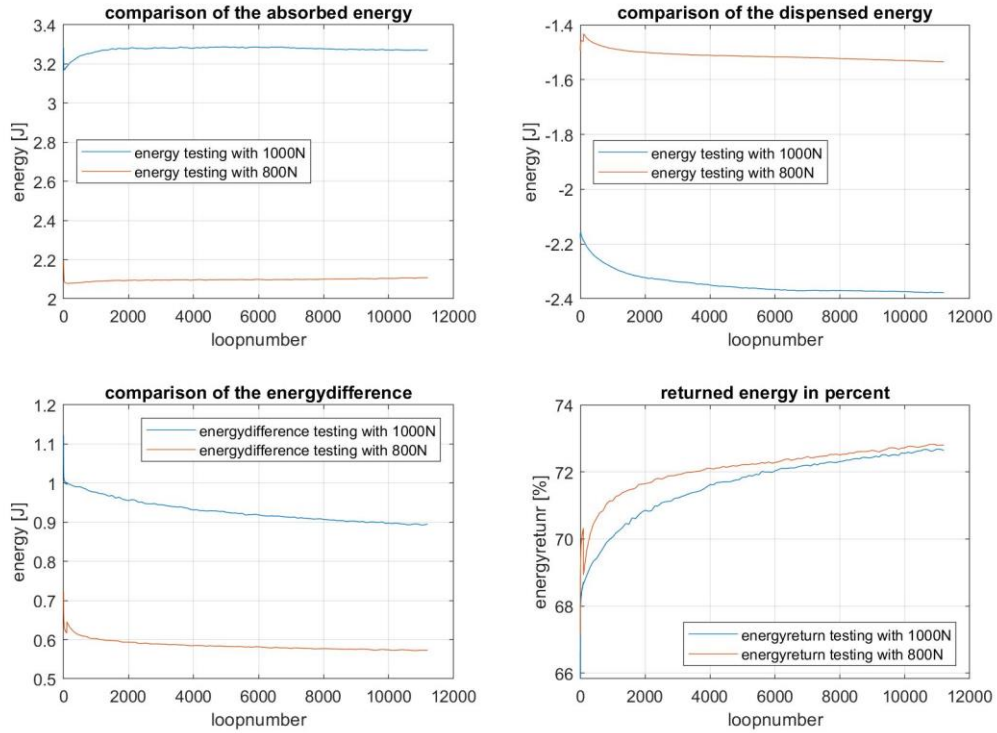 comparison of the absorbed energy
3.4
3.2
3
2.8
2.6
2.4
2.2
2
energy [J]
energy testing with 1000N
energy testing with 800N
0 2000 4000 6000 8000 10000 12000
loopnumber
comparison of the dispensed energy
-1.4
-1.6
-1.8
-2
-2.2
-2.4
energy [J]
energy testing with 1000N
energy testing with 800N
0 2000 4000 6000 8000 10000 12000
loopnumber
comparison of the energydifference
1.2
1.1
1
0.9
0.8
0.7
0.6
0.5
energy [J]
energydifference testing with 1000N
energydifference testing with 800N
0 2000 4000 6000 8000 10000 12000
loopnumber
returned energy in percent
74
72
70
68
66
energyretunr [%]
energyreturn testing with 1000N
energyreturn testing with 800N
0 2000 4000 6000 8000 10000 12000
loopnumber